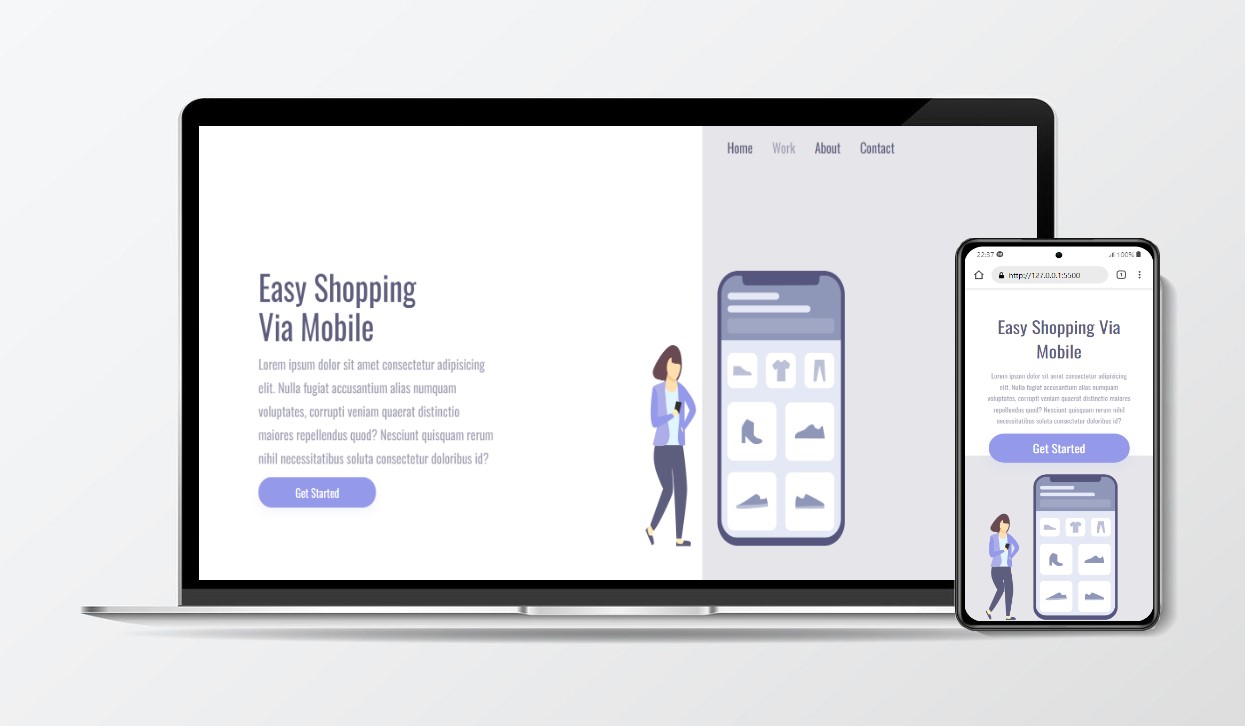 Home Work About Contact
Easy Shopping
Via Mobile
Lorem ipsum dolor sit amet consectetur adipisicing
elit. Nulla fugiat accusantium alias numquam
voluptates, corrupti veniam quaerat distinctio
maiores repellendus quod? Nesciunt quisquam rerum
nihil necessitatibus soluta consectetur doloribus id?
Get Started
22:37
100%
http://127.0.0.1:5500
1
Easy Shopping Via
Mobile
Lorem ipsum dolor sit amet consectetur adipisicing
elit. Nulla fugiat accusantium alias numquam
voluptates, corrupti veniam quaerat distinctio maiores
repellendus quod? Nesciunt quisquam rerum nihil
necessitatibus soluta consectetur doloribus id?
Get Started